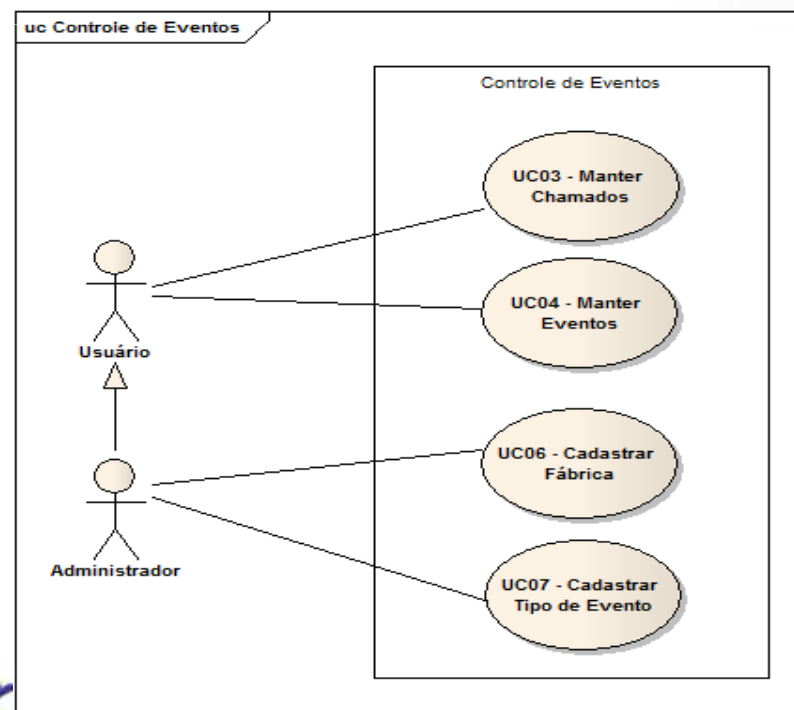 uc Controle de Eventos
Controle de Eventos
UC03 - Manter
Chamados
UC04 - Manter
Eventos
Usuário
UC06 - Cadastrar
Fábrica
Administrador
UC07 - Cadastrar
Tipo de Evento